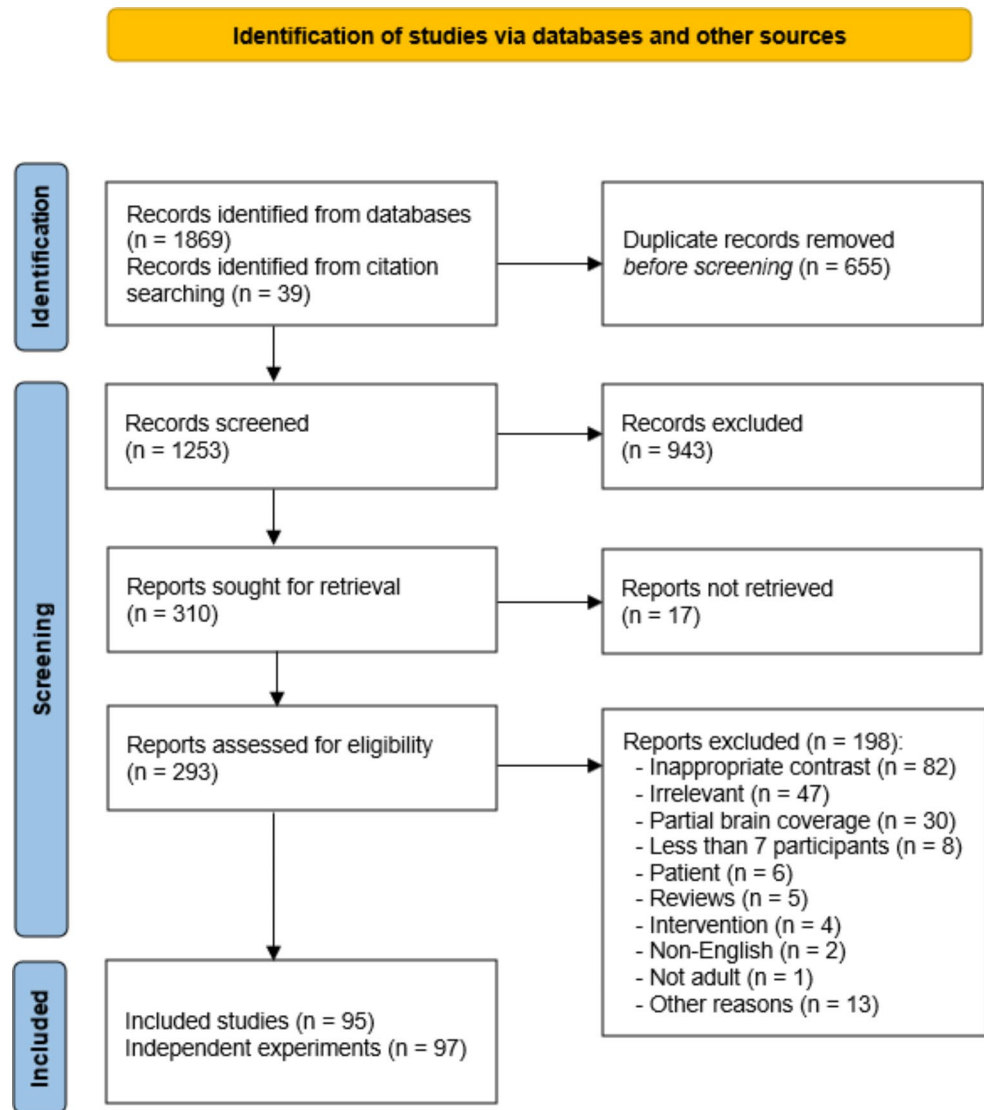 Identification of studies via databases and other sources
Identification
Records identified from databases
(n = 1869)
Records identified from citation
searching (n = 39)
Duplicate records removed
before screening (n = 655)
Screening
Records screened
(n = 1253)
Records excluded
(n = 943)
Reports sought for retrieval
(n = 310)
Reports not retrieved
(n = 17)
Reports assessed for eligibility
(n = 293)
Reports excluded (n = 198):
- Inappropriate contrast (n = 82)
- Irrelevant (n = 47)
- Partial brain coverage (n = 30)
- Less than 7 participants (n = 8)
- Patient (n = 6)
- Reviews (n = 5)
- Intervention (n = 4)
- Non-English (n = 2)
- Not adult (n = 1)
- Other reasons (n = 13)
Included
Included studies (n = 95)
Independent experiments (n = 97)